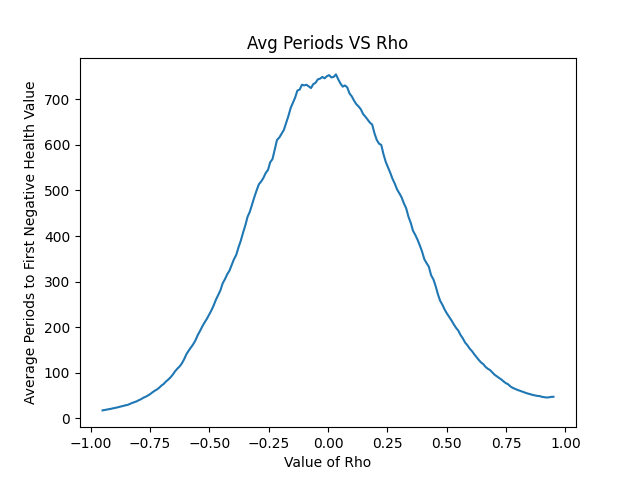 Avg Periods VS Rho
Average Periods to First Negative Health Value
700
600
500
400
300
200
100
0
−1.00 −0.75 −0.50 −0.25 0.00 0.25 0.50 0.75 1.00
Value of Rho